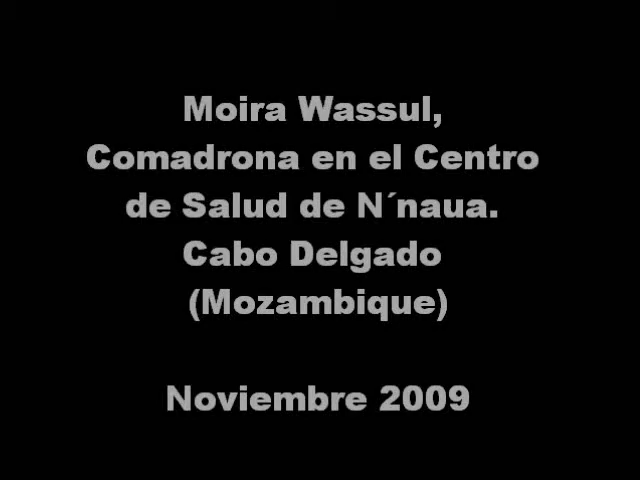 Moira Wassul,
Comadrona en el Centro
de Salud de N´naua.
Cabo Delgado
(Mozambique)
Noviembre 2009